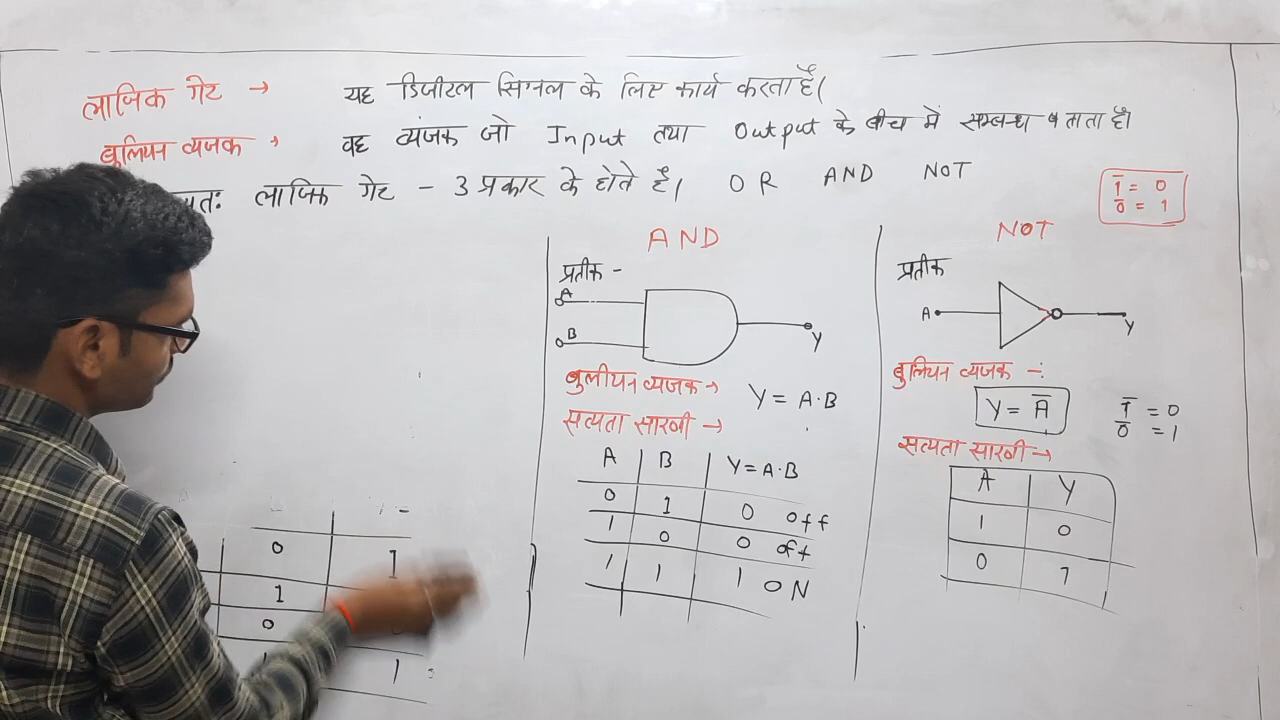 लाजिक गेट → यह डिजीटल सिग्नल के लिए कार्य करता है।
बुलियन व्यजक → वह व्यंजक जो Input तथा Output के बीच में सम्बन्ध बताता है।
लाजिक गेट - 3 प्रकार के होते है। OR AND NOT
1̅ = 0
0̅ = 1
AND
प्रतीक -
A
B
Y
बुलीयन व्यजक → Y = A·B
सत्यता सारणी →
A B Y = A·B
0 1 0 off
1 0 0 off
1 1 1 ON
NOT
प्रतीक
A Y
बुलियन व्यजक -:
Y = A̅
1̅ = 0
0̅ = 1
सत्यता सारणी →
A Y
1 0
0 1
0 1
1
0
1